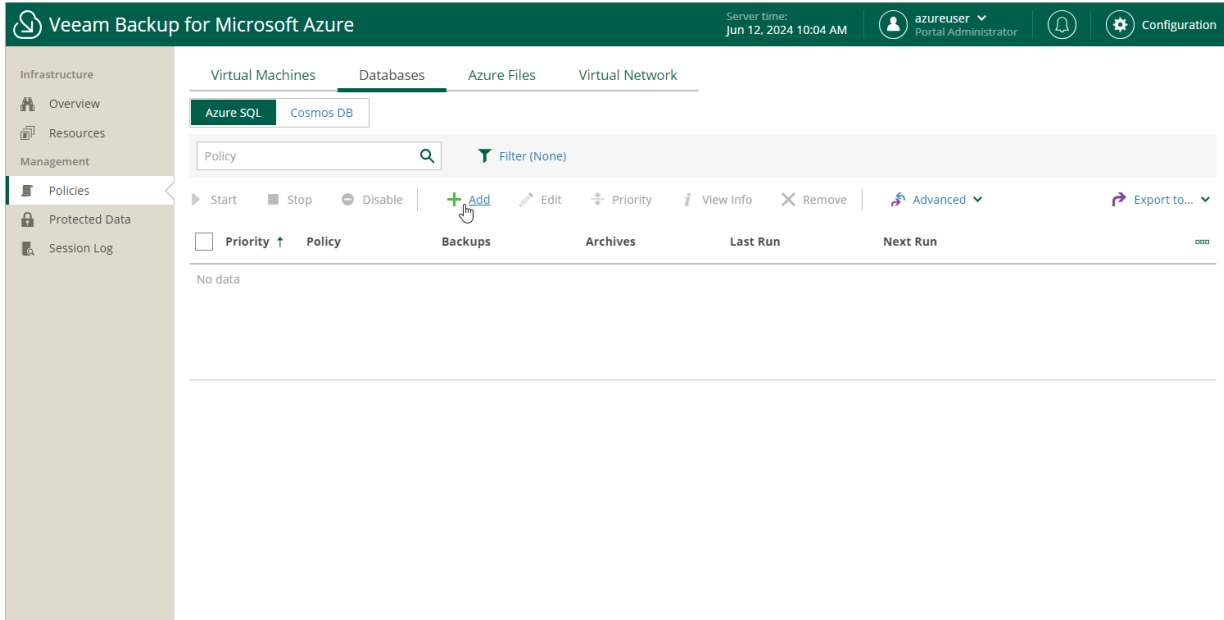 Veeam Backup for Microsoft Azure
Server time:
Jun 12, 2024 10:04 AM
azureuser
Portal Administrator
Configuration
Infrastructure
Overview
Resources
Management
Policies
Protected Data
Session Log
Virtual Machines Databases Azure Files Virtual Network
Azure SQL Cosmos DB
Policy Filter (None)
Start Stop Disable Add Edit Priority View Info Remove Advanced Export to...
Priority Policy Backups Archives Last Run Next Run
No data